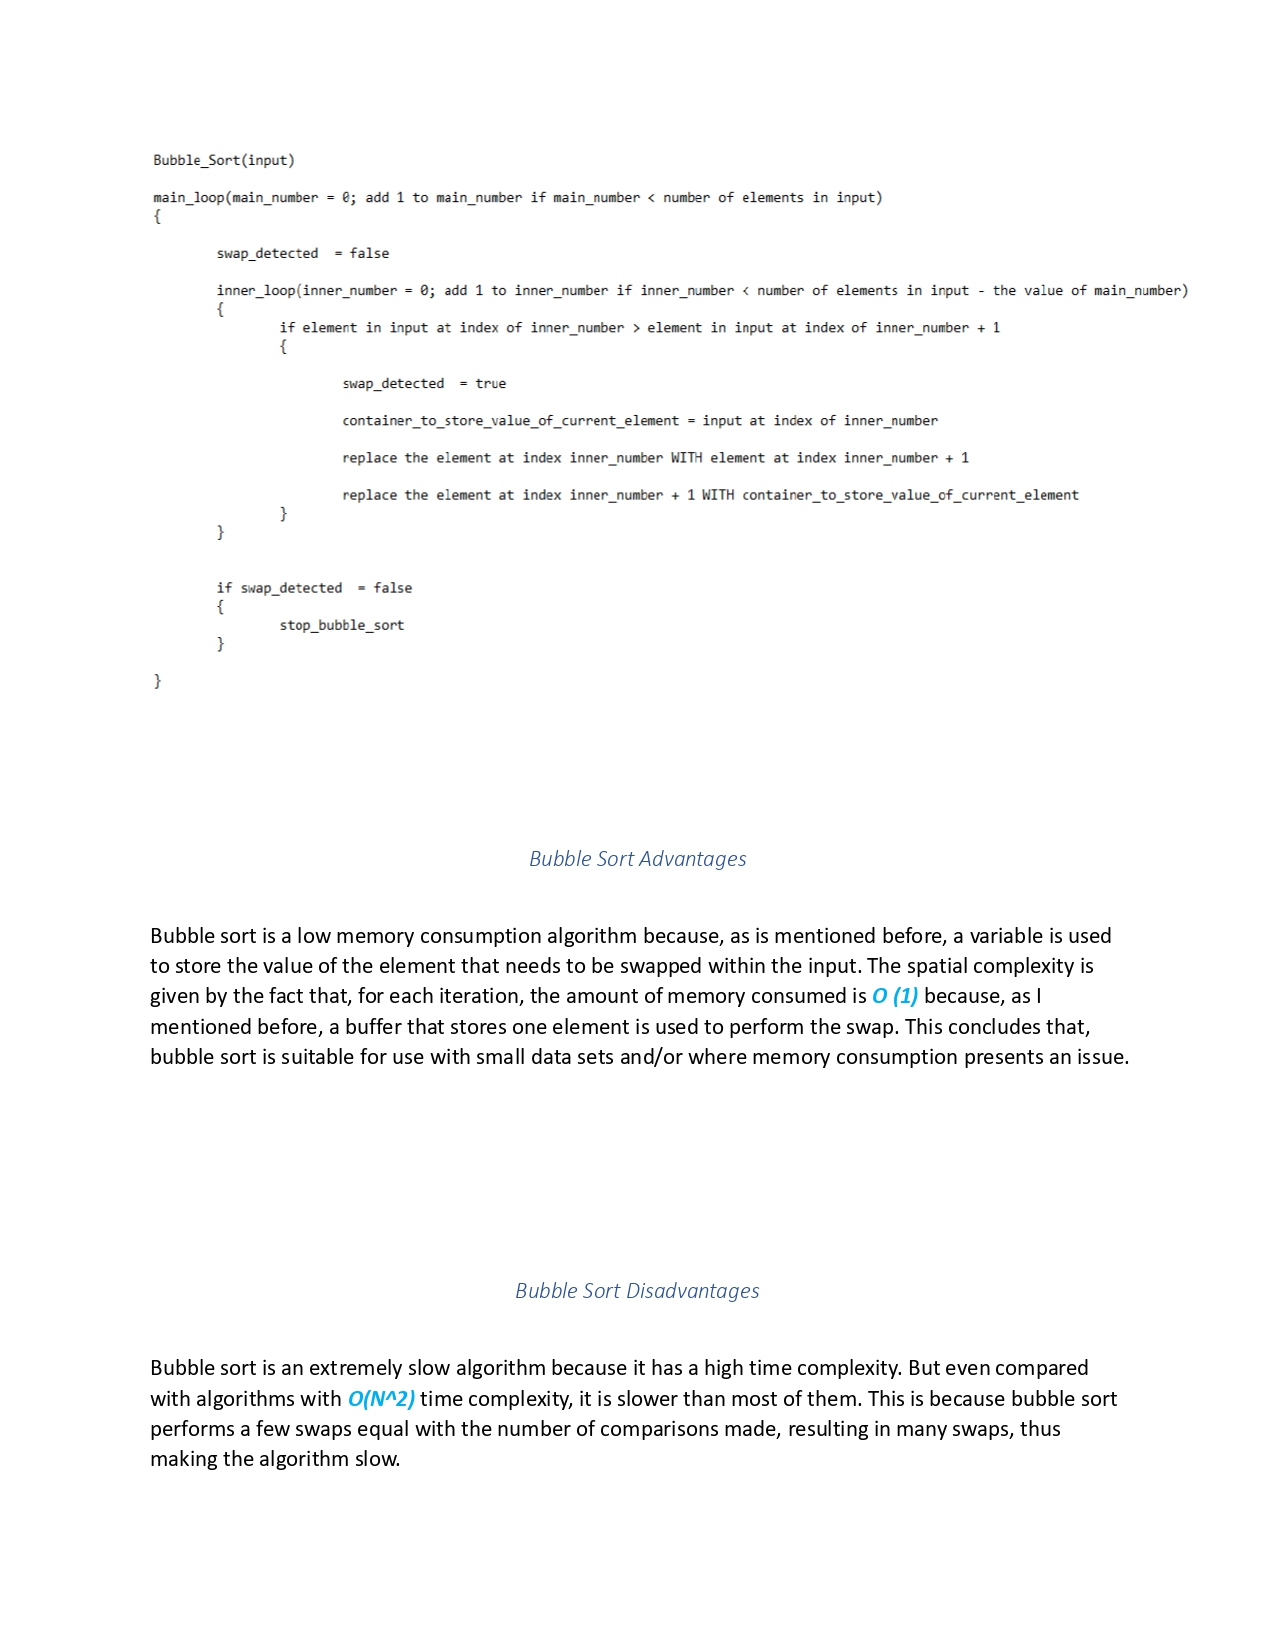 Bubble_Sort(input)
main_loop(main_number = 0; add 1 to main_number if main_number < number of elements in input)
{
swap_detected  = false
inner_loop(inner_number = 0; add 1 to inner_number if inner_number < number of elements in input - the value of main_number)
{
if element in input at index of inner_number > element in input at index of inner_number + 1
{
swap_detected  = true
container_to_store_value_of_current_element = input at index of inner_number
replace the element at index inner_number WITH element at index inner_number + 1
replace the element at index inner_number + 1 WITH container_to_store_value_of_current_element
}
}
if swap_detected  = false
{
stop_bubble_sort
}
}
Bubble Sort Advantages
Bubble sort is a low memory consumption algorithm because, as is mentioned before, a variable is used
to store the value of the element that needs to be swapped within the input. The spatial complexity is
given by the fact that, for each iteration, the amount of memory consumed is O (1) because, as I
mentioned before, a buffer that stores one element is used to perform the swap. This concludes that,
bubble sort is suitable for use with small data sets and/or where memory consumption presents an issue.
Bubble Sort Disadvantages
Bubble sort is an extremely slow algorithm because it has a high time complexity. But even compared
with algorithms with O(N^2) time complexity, it is slower than most of them. This is because bubble sort
performs a few swaps equal with the number of comparisons made, resulting in many swaps, thus
making the algorithm slow.